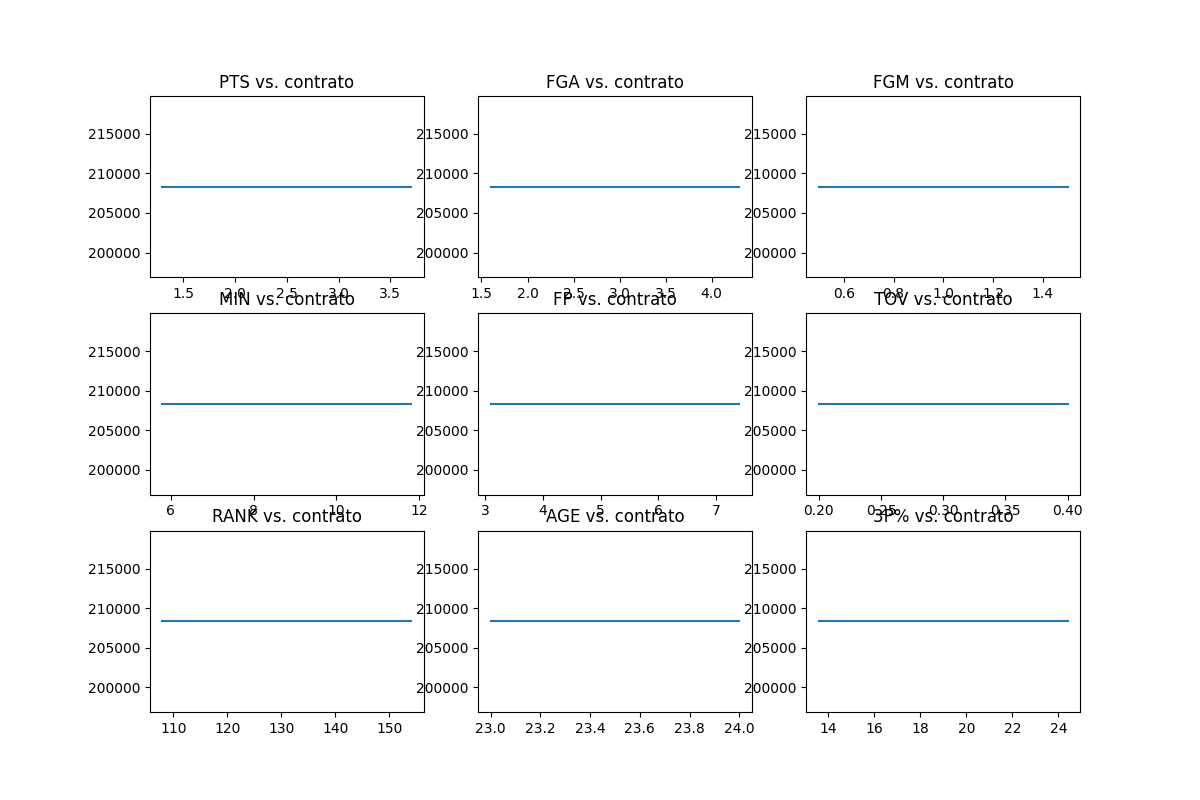 PTS vs. contrato
FGA vs. contrato
FGM vs. contrato
215000
210000
205000
200000
215000
210000
205000
200000
215000
210000
205000
200000
1.5 2.0 2.5 3.0 3.5
1.5 2.0 2.5 3.0 3.5 4.0
0.6 0.8 1.0 1.2 1.4
MIN vs. contrato
FP vs. contrato
TOV vs. contrato
215000
210000
205000
200000
215000
210000
205000
200000
215000
210000
205000
200000
6 8 10 12
3 4 5 6 7
0.20 0.25 0.30 0.35 0.40
RANK vs. contrato
AGE vs. contrato
3P% vs. contrato
215000
210000
205000
200000
215000
210000
205000
200000
215000
210000
205000
200000
110 120 130 140 150
23.0 23.2 23.4 23.6 23.8 24.0
14 16 18 20 22 24